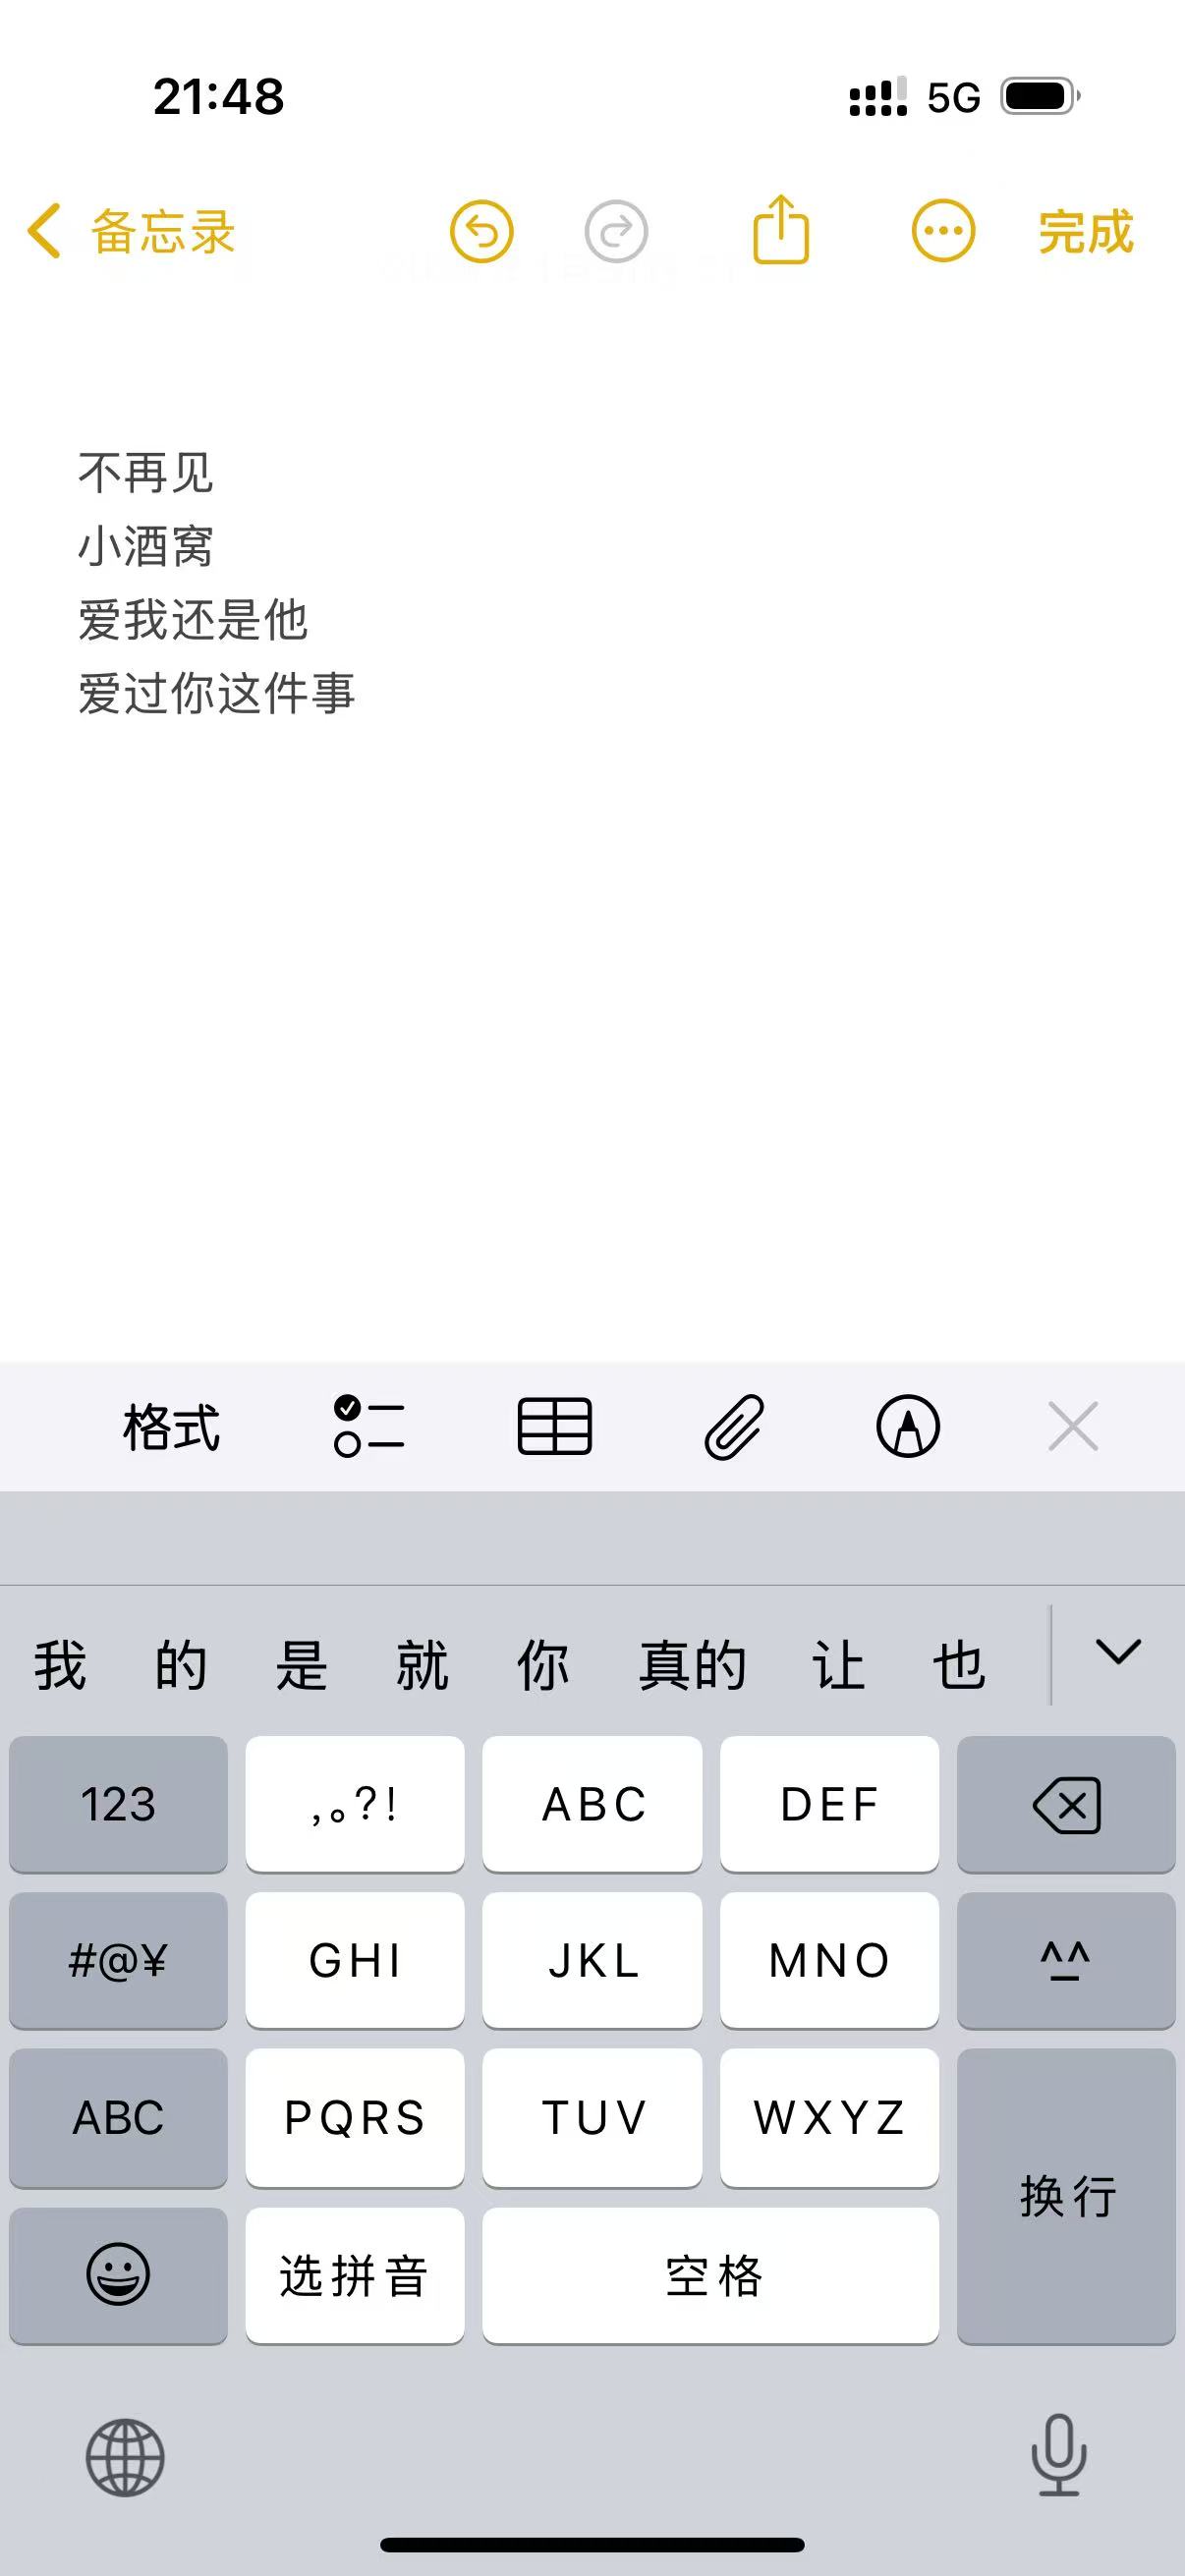 21:48 5G
备忘录 完成
不再见
小酒窝
爱我还是他
爱过你这件事
格式
我 的 是 就 你 真的 让 也
123 ,。?! ABC DEF
#@¥ GHI JKL MNO ^^
ABC PQRS TUV WXYZ
换行
选拼音 空格